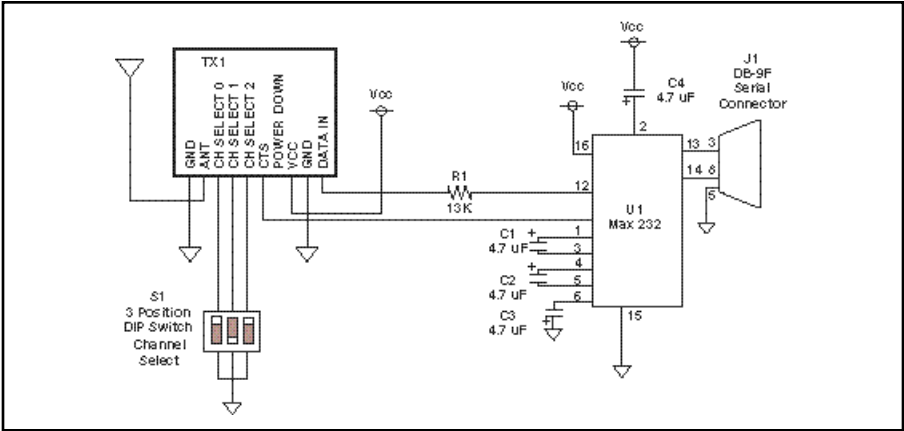 TX1
GND
ANT
CH SELECT 0
CH SELECT 1
CH SELECT 2
CTS
POWER DOWN
VCC
GND
DATA IN
Vcc
R1
13K
Vcc
Vcc
C4
4.7 uF
+
2
16
12
13 3
14 8
5
U1
Max 232
1
3
4
5
6
15
C1
4.7 uF
+
C2
4.7 uF
+
C3
4.7 uF
+
J1
DB-9F
Serial
Connector
S1
3 Position
DIP Switch
Channel
Select